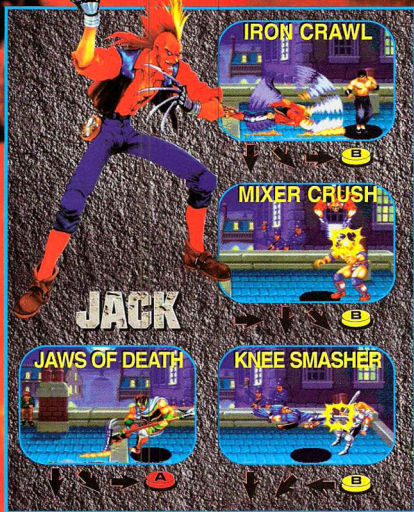 IRON CRAWL
B
MIXER CRUSH
B
JACK
JAWS OF DEATH
A
KNEE SMASHER
B